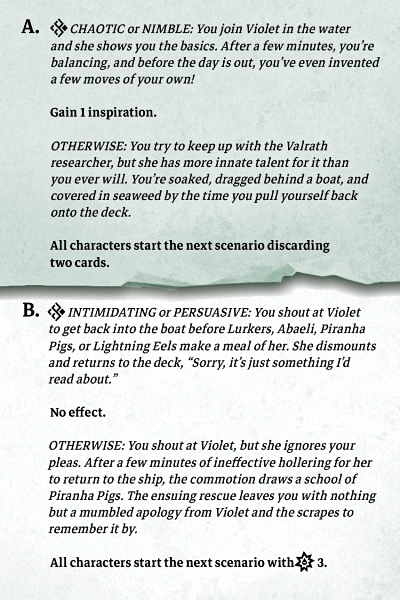 A. CHAOTIC or NIMBLE: You join Violet in the water
and she shows you the basics. After a few minutes, you’re
balancing, and before the day is out, you’ve even invented
a few moves of your own!
Gain 1 inspiration.
OTHERWISE: You try to keep up with the Valrath
researcher, but she has more innate talent for it than
you ever will. You’re soaked, dragged behind a boat, and
covered in seaweed by the time you pull yourself back
onto the deck.
All characters start the next scenario discarding
two cards.
B. INTIMIDATING or PERSUASIVE: You shout at Violet
to get back into the boat before Lurkers, Abaeli, Piranha
Pigs, or Lightning Eels make a meal of her. She dismounts
and returns to the deck, “Sorry, it’s just something I’d
read about.”
No effect.
OTHERWISE: You shout at Violet, but she ignores your
pleas. After a few minutes of ineffective hollering for her
to return to the ship, the commotion draws a school of
Piranha Pigs. The ensuing rescue leaves you with nothing
but a mumbled apology from Violet and the scrapes to
remember it by.
All characters start the next scenario with 3.